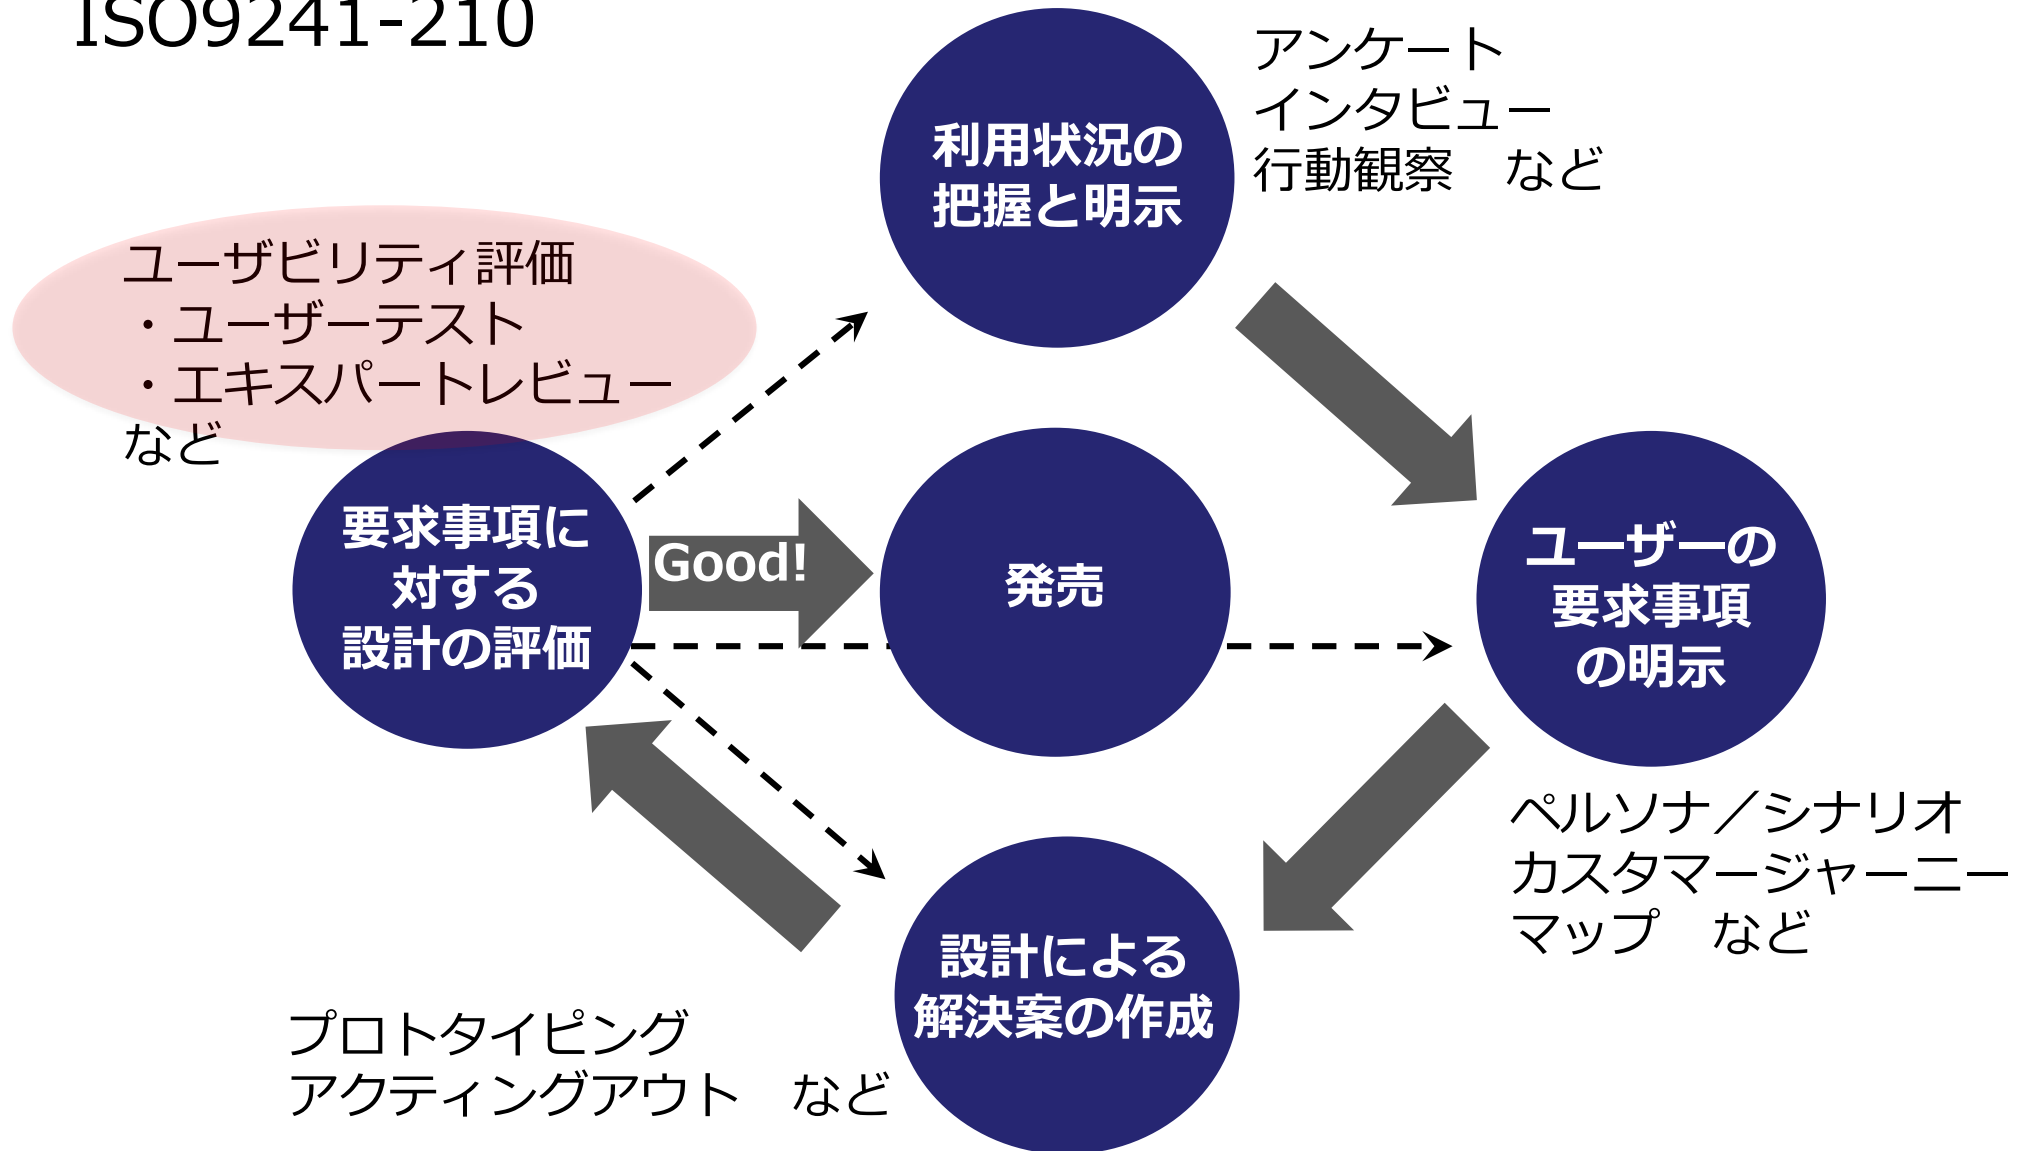 ISO9241-210
利用状況の
把握と明示
アンケート
インタビュー
行動観察　など
ユーザビリティ評価
・ユーザーテスト
・エキスパートレビュー
など
要求事項に
対する
設計の評価
Good!
発売
ユーザーの
要求事項
の明示
ペルソナ／シナリオ
カスタマージャーニー
マップ　など
設計による
解決案の作成
プロトタイピング
アクティングアウト　など